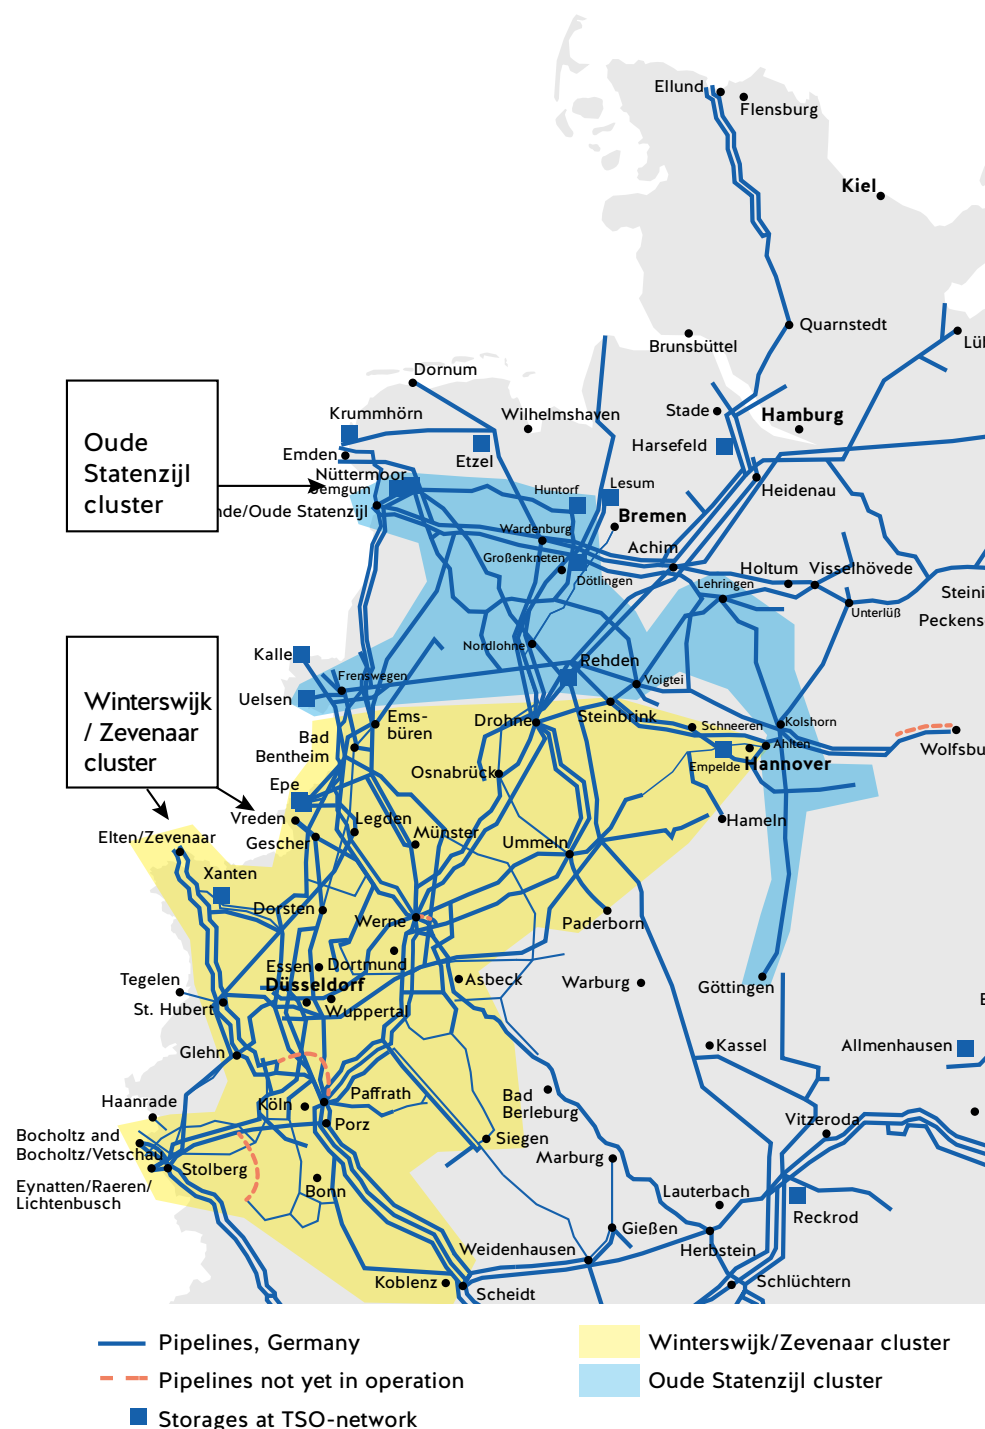 Ellund
Flensburg
Kiel
Quarnstedt
Brunsbüttel
Dornum
Krummhörn
Wilhelmshaven
Stade
Hamburg
Harsefeld
Emden
Etzel
Nüttermoor
Jemgum
Huntorf
Lesum
Heidenau
Oude
Statenzijl
cluster
nde/Oude Statenzijl
Bremen
Wardenburg
Achim
Großenkneten
Dötlingen
Holtum
Visselhövede
Lehringen
Unterlüß
Steini
Peckens
Nordlohne
Kalle
Rehden
Frenswegen
Voigtei
Uelsen
Winterswijk
/ Zevenaar
cluster
Ems-
büren
Drohne
Steinbrink
Schneeren
Kolshorn
Bad
Bentheim
Ahlten
Wolfsbu
Empelde
Hannover
Osnabrück
Epe
Vreden
Legden
Hameln
Elten/Zevenaar
Gescher
Münster
Ummeln
Xanten
Dorsten
Werne
Paderborn
Essen
Dortmund
Tegelen
Düsseldorf
Asbeck
Warburg
Göttingen
St. Hubert
Wuppertal
Glehn
Kassel
Allmenhausen
Haanrade
Köln
Paffrath
Bad
Berleburg
Porz
Vitzeroda
Bocholtz and
Bocholtz/Vetschau
Siegen
Marburg
Stolberg
Eynatten/Raeren/
Lichtenbusch
Bonn
Lauterbach
Reckrod
Gießen
Weidenhausen
Herbstein
Koblenz
Scheidt
Schlüchtern
Pipelines, Germany
Pipelines not yet in operation
Storages at TSO-network
Winterswijk/Zevenaar cluster
Oude Statenzijl cluster